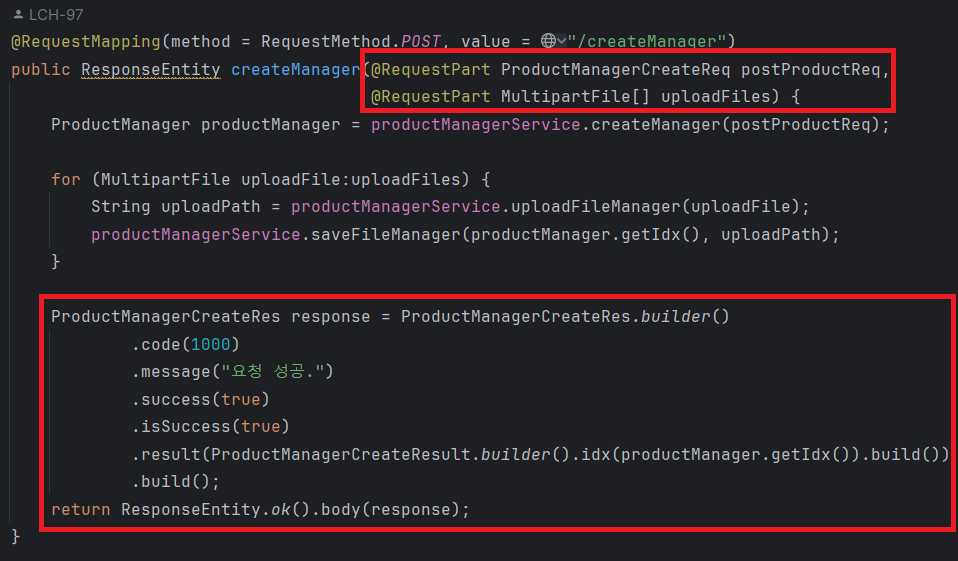 LCH-97
@RequestMapping(method = RequestMethod.POST, value = "/createManager")
public ResponseEntity createManager(@RequestPart ProductManagerCreateReq postProductReq,
@RequestPart MultipartFile[] uploadFiles) {
ProductManager productManager = productManagerService.createManager(postProductReq);
for (MultipartFile uploadFile:uploadFiles) {
String uploadPath = productManagerService.uploadFileManager(uploadFile);
productManagerService.saveFileManager(productManager.getIdx(), uploadPath);
}
ProductManagerCreateRes response = ProductManagerCreateRes.builder()
.code(1000)
.message("요청 성공.")
.success(true)
.isSuccess(true)
.result(ProductManagerCreateResult.builder().idx(productManager.getIdx()).build())
.build();
return ResponseEntity.ok().body(response);
}